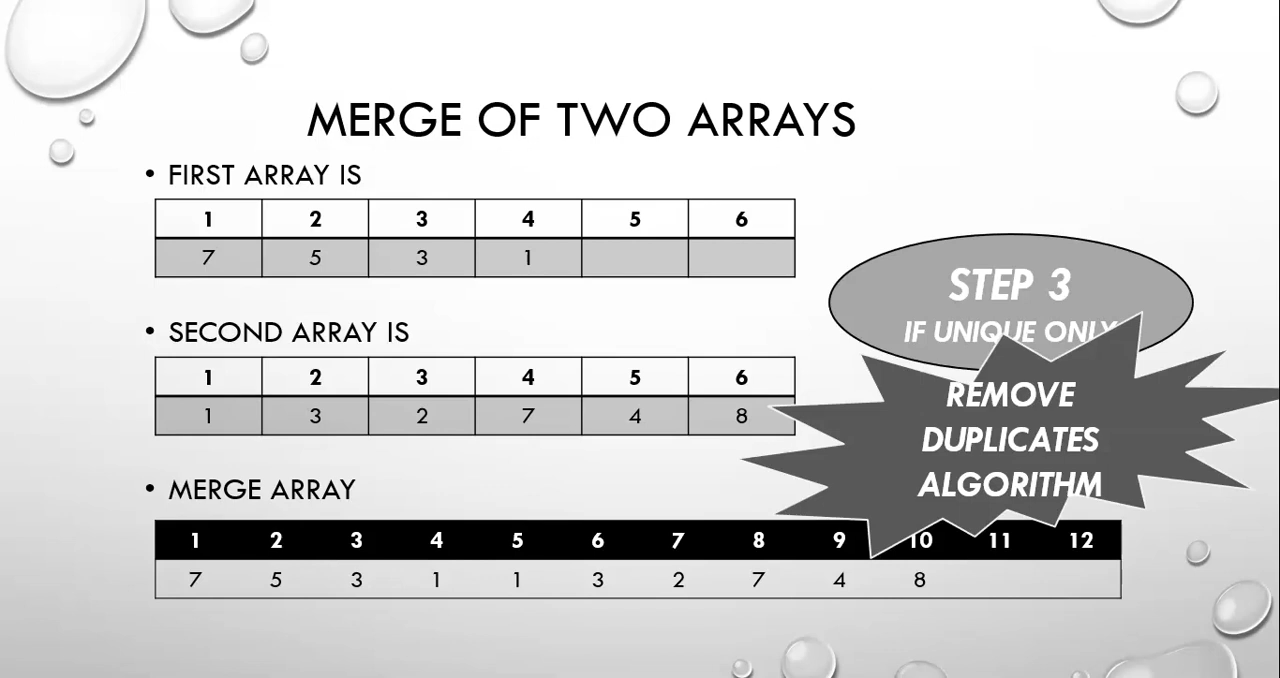 MERGE OF TWO ARRAYS
• FIRST ARRAY IS
1 2 3 4 5 6
7 5 3 1
• SECOND ARRAY IS
1 2 3 4 5 6
1 3 2 7 4 8
• MERGE ARRAY
1 2 3 4 5 6 7 8 9 10 11 12
7 5 3 1 1 3 2 7 4 8
STEP 3
IF UNIQUE ONLY
REMOVE
DUPLICATES
ALGORITHM